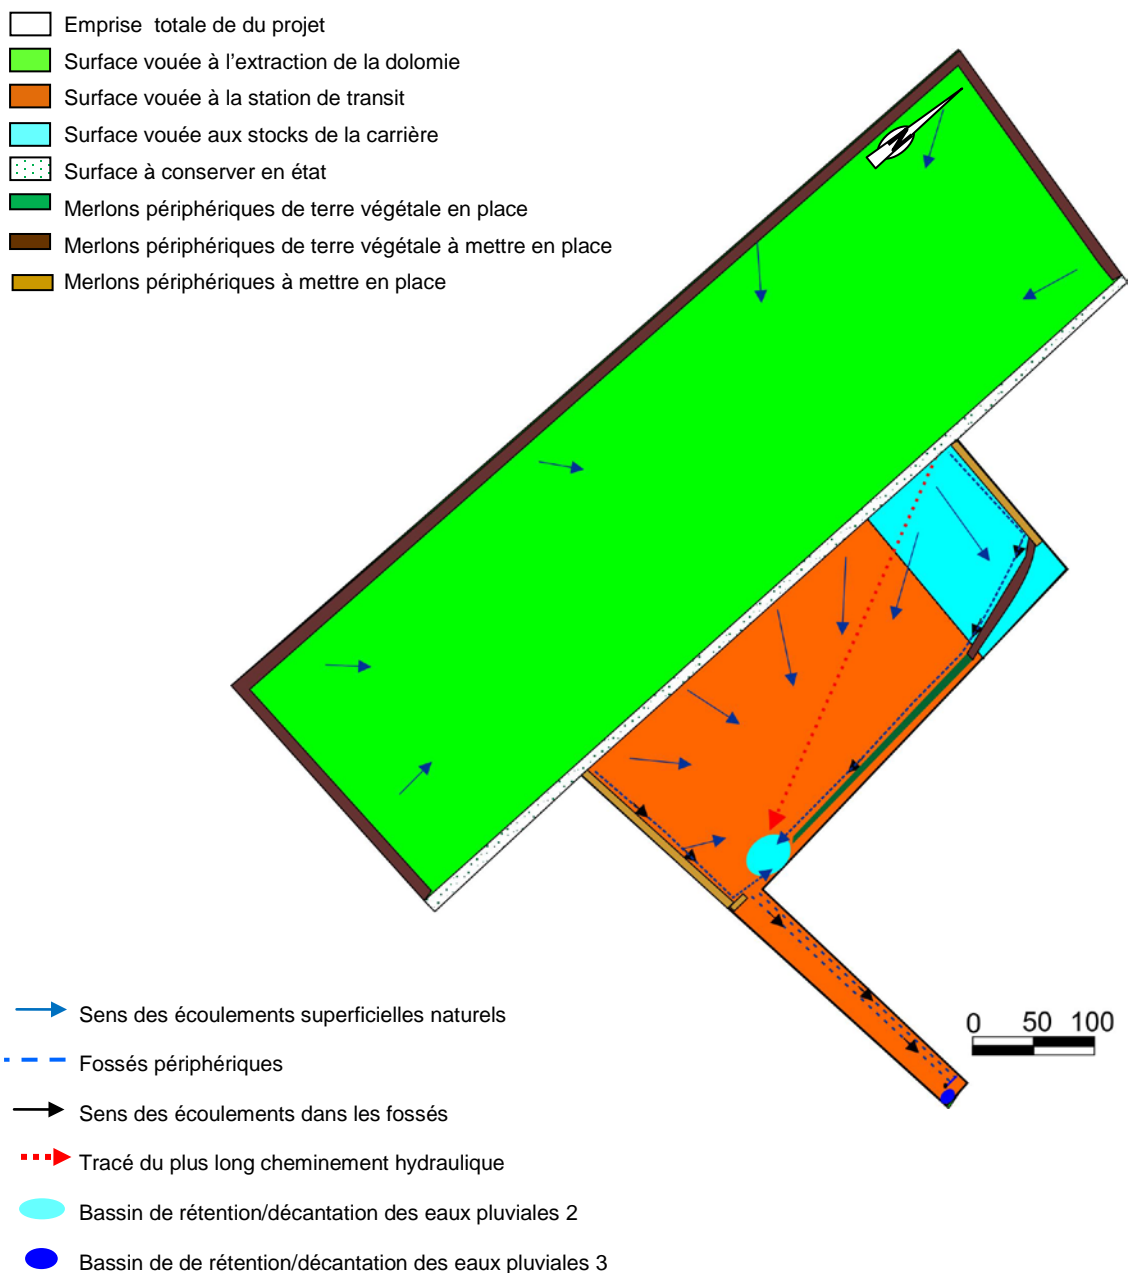 Emprise totale de du projet
Surface vouée à l'extraction de la dolomie
Surface vouée à la station de transit
Surface vouée aux stocks de la carrière
Surface à conserver en état
Merlons périphériques de terre végétale en place
Merlons périphériques de terre végétale à mettre en place
Merlons périphériques à mettre en place
N
0 50 100
Sens des écoulements superficielles naturels
Fossés périphériques
Sens des écoulements dans les fossés
Tracé du plus long cheminement hydraulique
Bassin de rétention/décantation des eaux pluviales 2
Bassin de de rétention/décantation des eaux pluviales 3